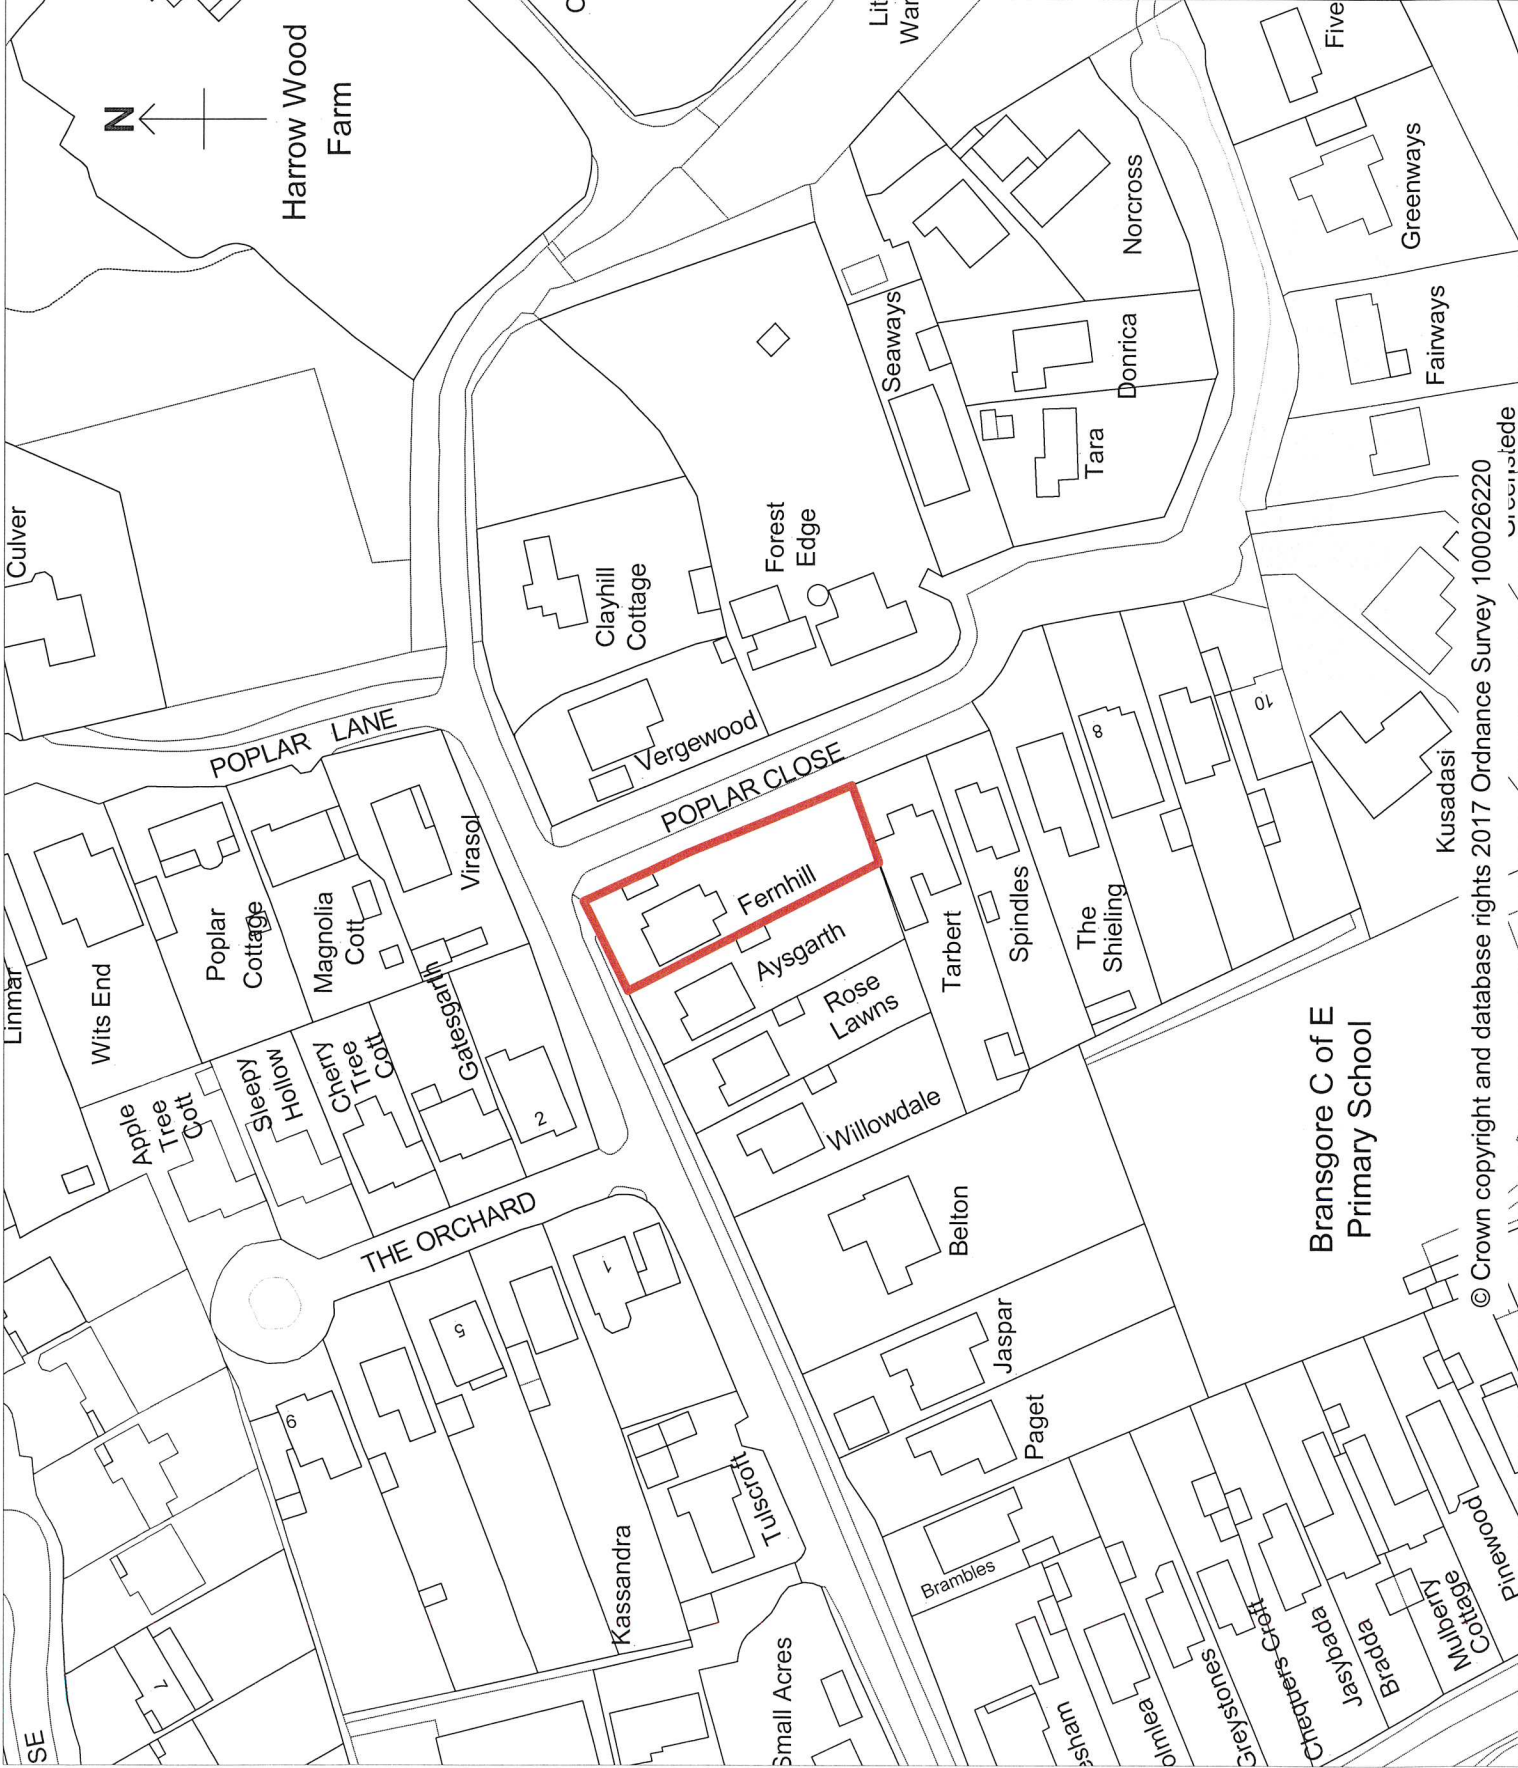 N
Harrow Wood
Farm
Culver
POPLAR LANE
Linmar
Wits End
Poplar
Cottage
Magnolia
Cott
Virasol
Apple
Tree
Cott
Sleepy
Hollow
Cherry
Tree
Cott
Gatesgarth
2
THE ORCHARD
1
5
6
7
SE
Kassandra
Tulscroft
Small Acres
Clayhill
Cottage
Vergewood
POPLAR CLOSE
Forest
Edge
Seaways
Norcross
Donrica
Tara
Five
Greenways
Fairways
Fernhill
Aysgarth
Rose
Lawns
Willowdale
Tarbert
Spindles
The
Shieling
8
10
Kusadasi
Belton
Jaspar
Paget
Brambles
Bransgore C of E
Primary School
Greystones
Chequers Croft
Jasybada
Bradda
Mulberry
Cottage
Pinewood
© Crown copyright and database rights 2017 Ordnance Survey 100026220